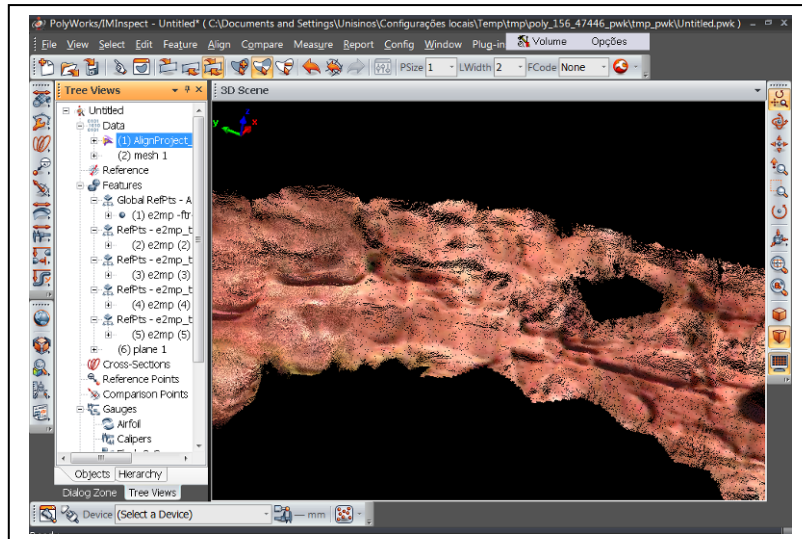 PolyWorks/IMInspect - Untitled* ( C:\Documents and Settings\Unisinos\Configurações locais\Temp\tmp\poly_156_47446_pwk\tmp_pwk\Untitled.pwk )
File View Select Edit Feature Align Compare Measure Report Config Window Plug-in Volume Opções
PSize 1 LWidth 2 FCode None
Tree Views
3D Scene
y z x
Untitled
Data
(1) AlignProject_
(2) mesh 1
Reference
Features
Global RefPts - A
(1) e2mp -ftr
RefPts - e2mp_t
(2) e2mp (2)
RefPts - e2mp_t
(3) e2mp (3)
RefPts - e2mp_t
(4) e2mp (4)
RefPts - e2mp_t
(5) e2mp (5)
(6) plane 1
Cross-Sections
Reference Points
Comparison Points
Gauges
Airfoil
Calipers
Objects Hierarchy
Dialog Zone Tree Views
Device (Select a Device) mm